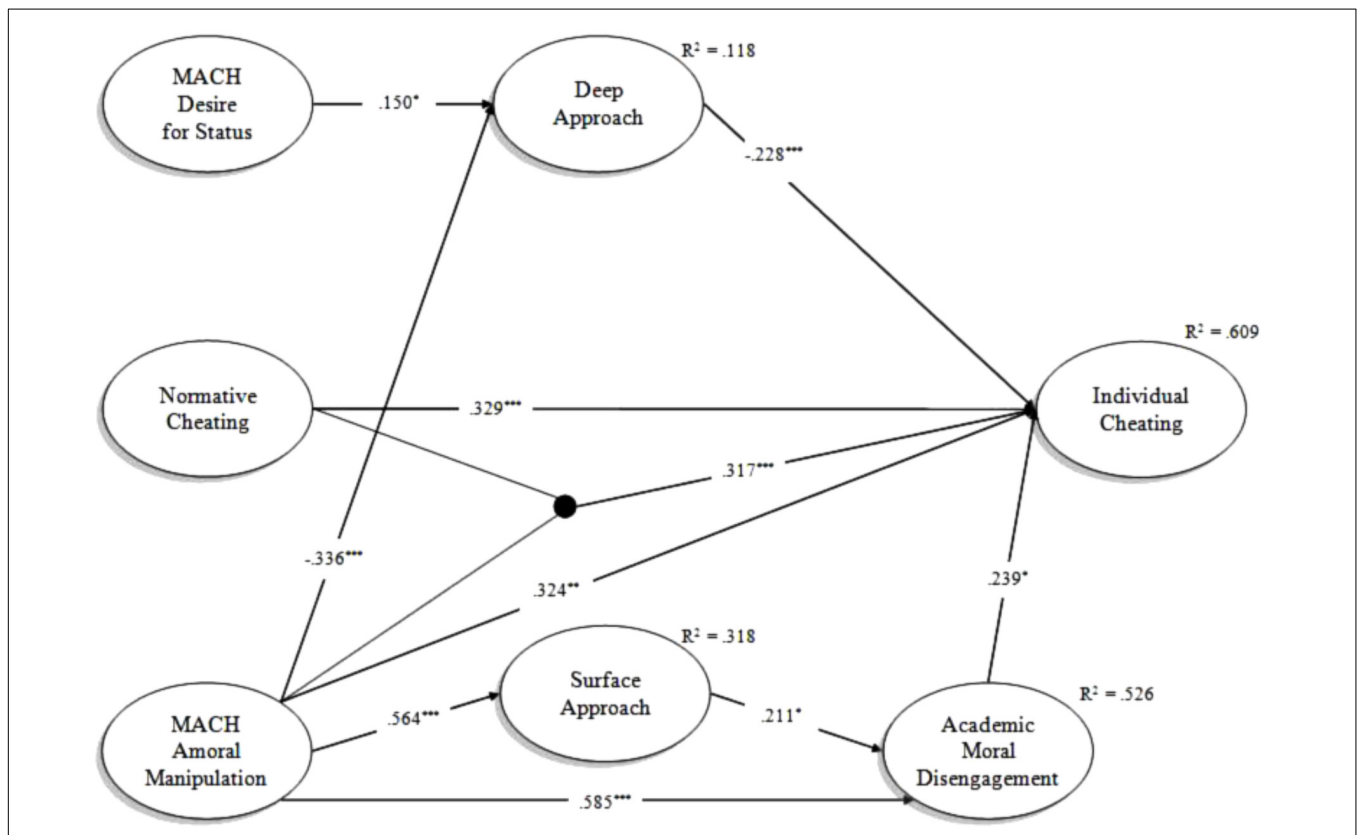 MACH
Desire
for Status
.150*
Deep
Approach
R² = .118
-.228***
R² = .609
Normative
Cheating
.329***
Individual
Cheating
.317***
-.336***
.324**
.239*
R² = .318
Surface
Approach
MACH
Amoral
Manipulation
.564***
.211*
R² = .526
Academic
Moral
Disengagement
.585***